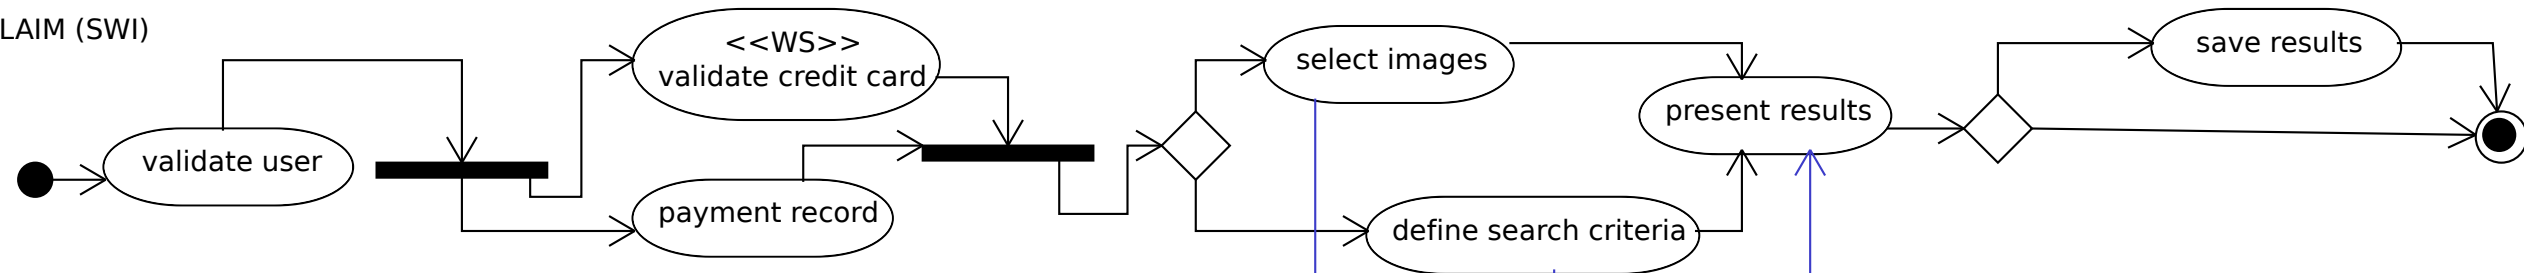 LAIM (SWI)
<<WS>>
validate credit card
validate user
payment record
select images
define search criteria
present results
save results